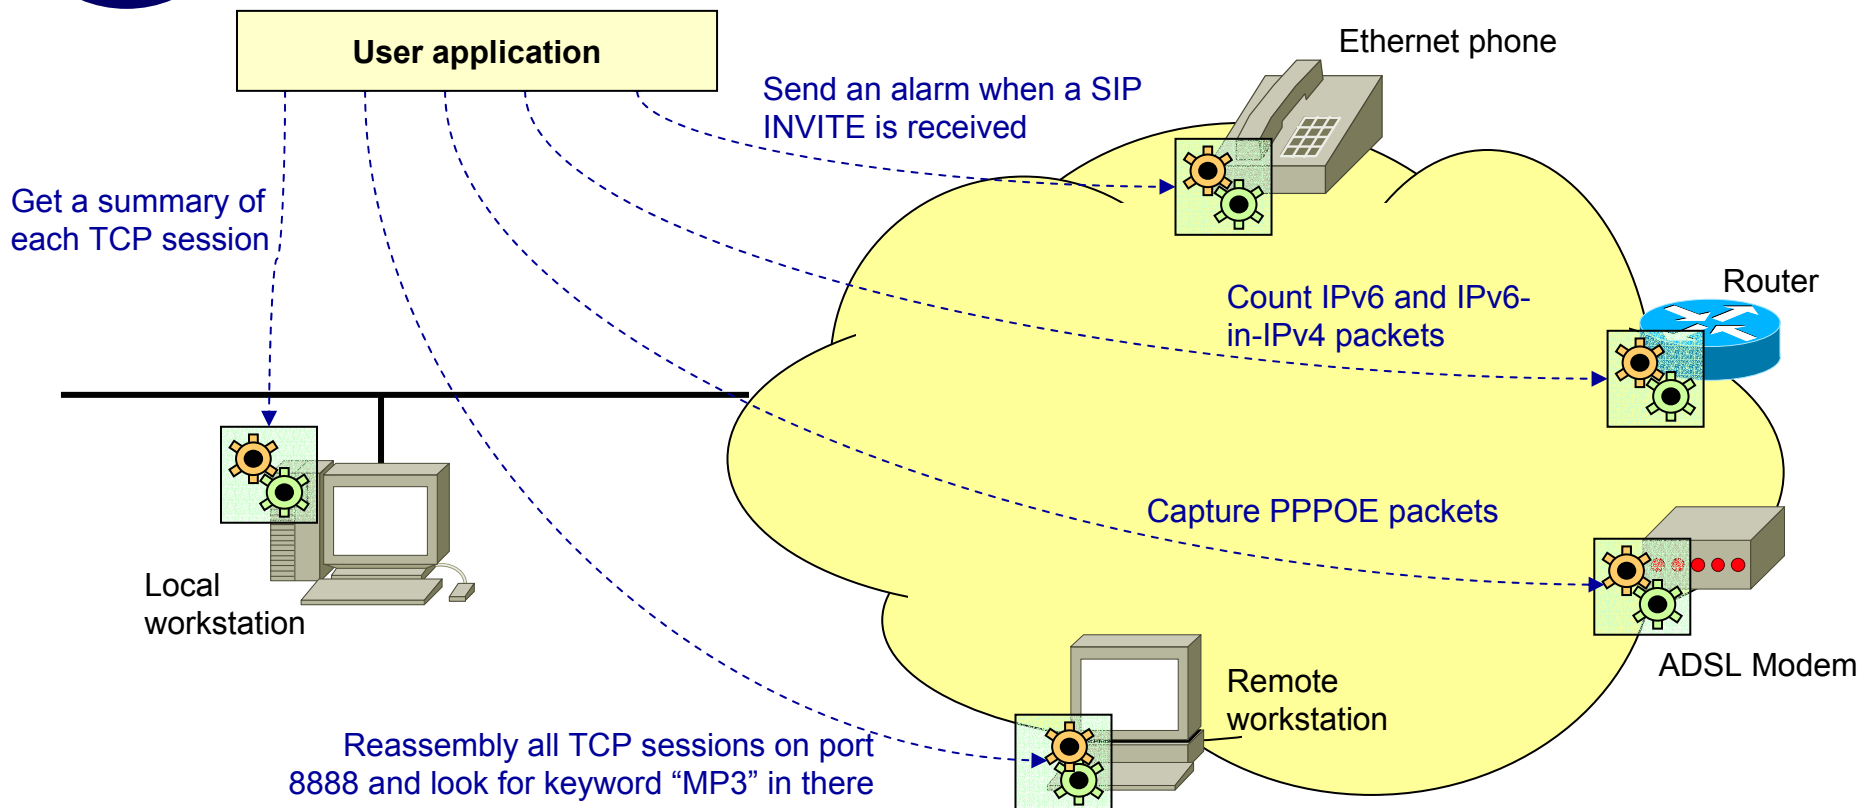 User application
Ethernet phone
Send an alarm when a SIP
INVITE is received
Get a summary of
each TCP session
Router
Count IPv6 and IPv6-
in-IPv4 packets
Capture PPPOE packets
Local
workstation
ADSL Modem
Remote
workstation
Reassembly all TCP sessions on port
8888 and look for keyword “MP3” in there